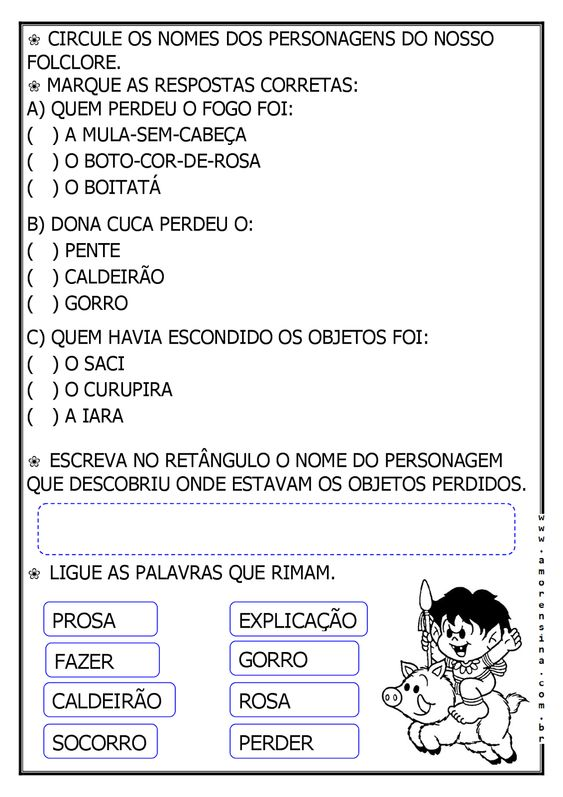 ❀ CIRCULE OS NOMES DOS PERSONAGENS DO NOSSO
FOLCLORE.
❀ MARQUE AS RESPOSTAS CORRETAS:
A) QUEM PERDEU O FOGO FOI:
(   ) A MULA-SEM-CABEÇA
(   ) O BOTO-COR-DE-ROSA
(   ) O BOITATÁ
B) DONA CUCA PERDEU O:
(   ) PENTE
(   ) CALDEIRÃO
(   ) GORRO
C) QUEM HAVIA ESCONDIDO OS OBJETOS FOI:
(   ) O SACI
(   ) O CURUPIRA
(   ) A IARA
❀ ESCREVA NO RETÂNGULO O NOME DO PERSONAGEM
QUE DESCOBRIU ONDE ESTAVAM OS OBJETOS PERDIDOS.
❀ LIGUE AS PALAVRAS QUE RIMAM.
PROSA EXPLICAÇÃO
FAZER GORRO
CALDEIRÃO ROSA
SOCORRO PERDER
www.amorensina.com.br